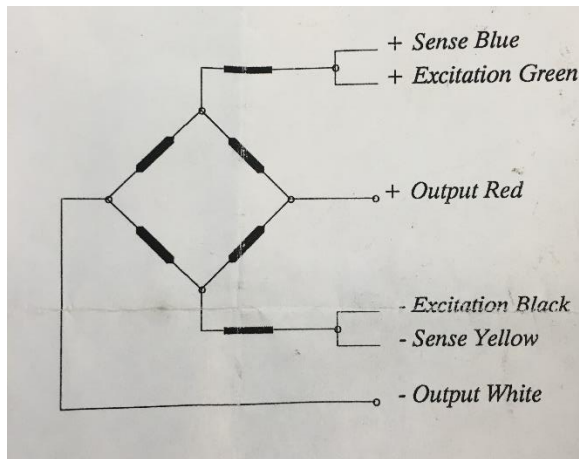 + Sense Blue
+ Excitation Green
+ Output Red
- Excitation Black
- Sense Yellow
- Output White